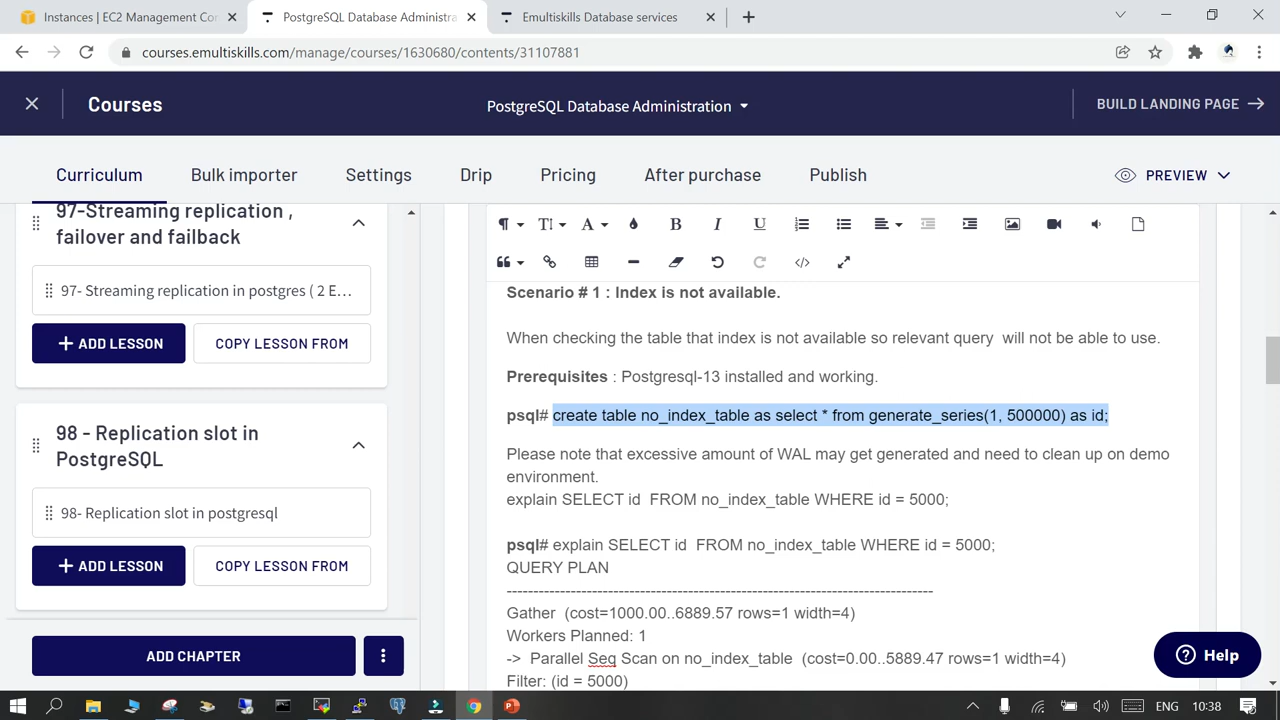 Instances | EC2 Management Con
PostgreSQL Database Administra
Emultiskills Database services
courses.emultiskills.com/manage/courses/1630680/contents/31107881
Courses
PostgreSQL Database Administration
BUILD LANDING PAGE
Curriculum
Bulk importer
Settings
Drip
Pricing
After purchase
Publish
PREVIEW
97-Streaming replication ,
failover and failback
97- Streaming replication in postgres ( 2 E...
ADD LESSON
COPY LESSON FROM
98 - Replication slot in
PostgreSQL
98- Replication slot in postgresql
ADD LESSON
COPY LESSON FROM
ADD CHAPTER
Scenario # 1 : Index is not available.
When checking the table that index is not available so relevant query will not be able to use.
Prerequisites : Postgresql-13 installed and working.
psql# create table no_index_table as select * from generate_series(1, 500000) as id;
Please note that excessive amount of WAL may get generated and need to clean up on demo
environment.
explain SELECT id FROM no_index_table WHERE id = 5000;
psql# explain SELECT id FROM no_index_table WHERE id = 5000;
QUERY PLAN
--------------------------------------------------------------------------------
Gather (cost=1000.00..6889.57 rows=1 width=4)
Workers Planned: 1
-> Parallel Seq Scan on no_index_table (cost=0.00..5889.47 rows=1 width=4)
Filter: (id = 5000)
Help
ENG
10:38